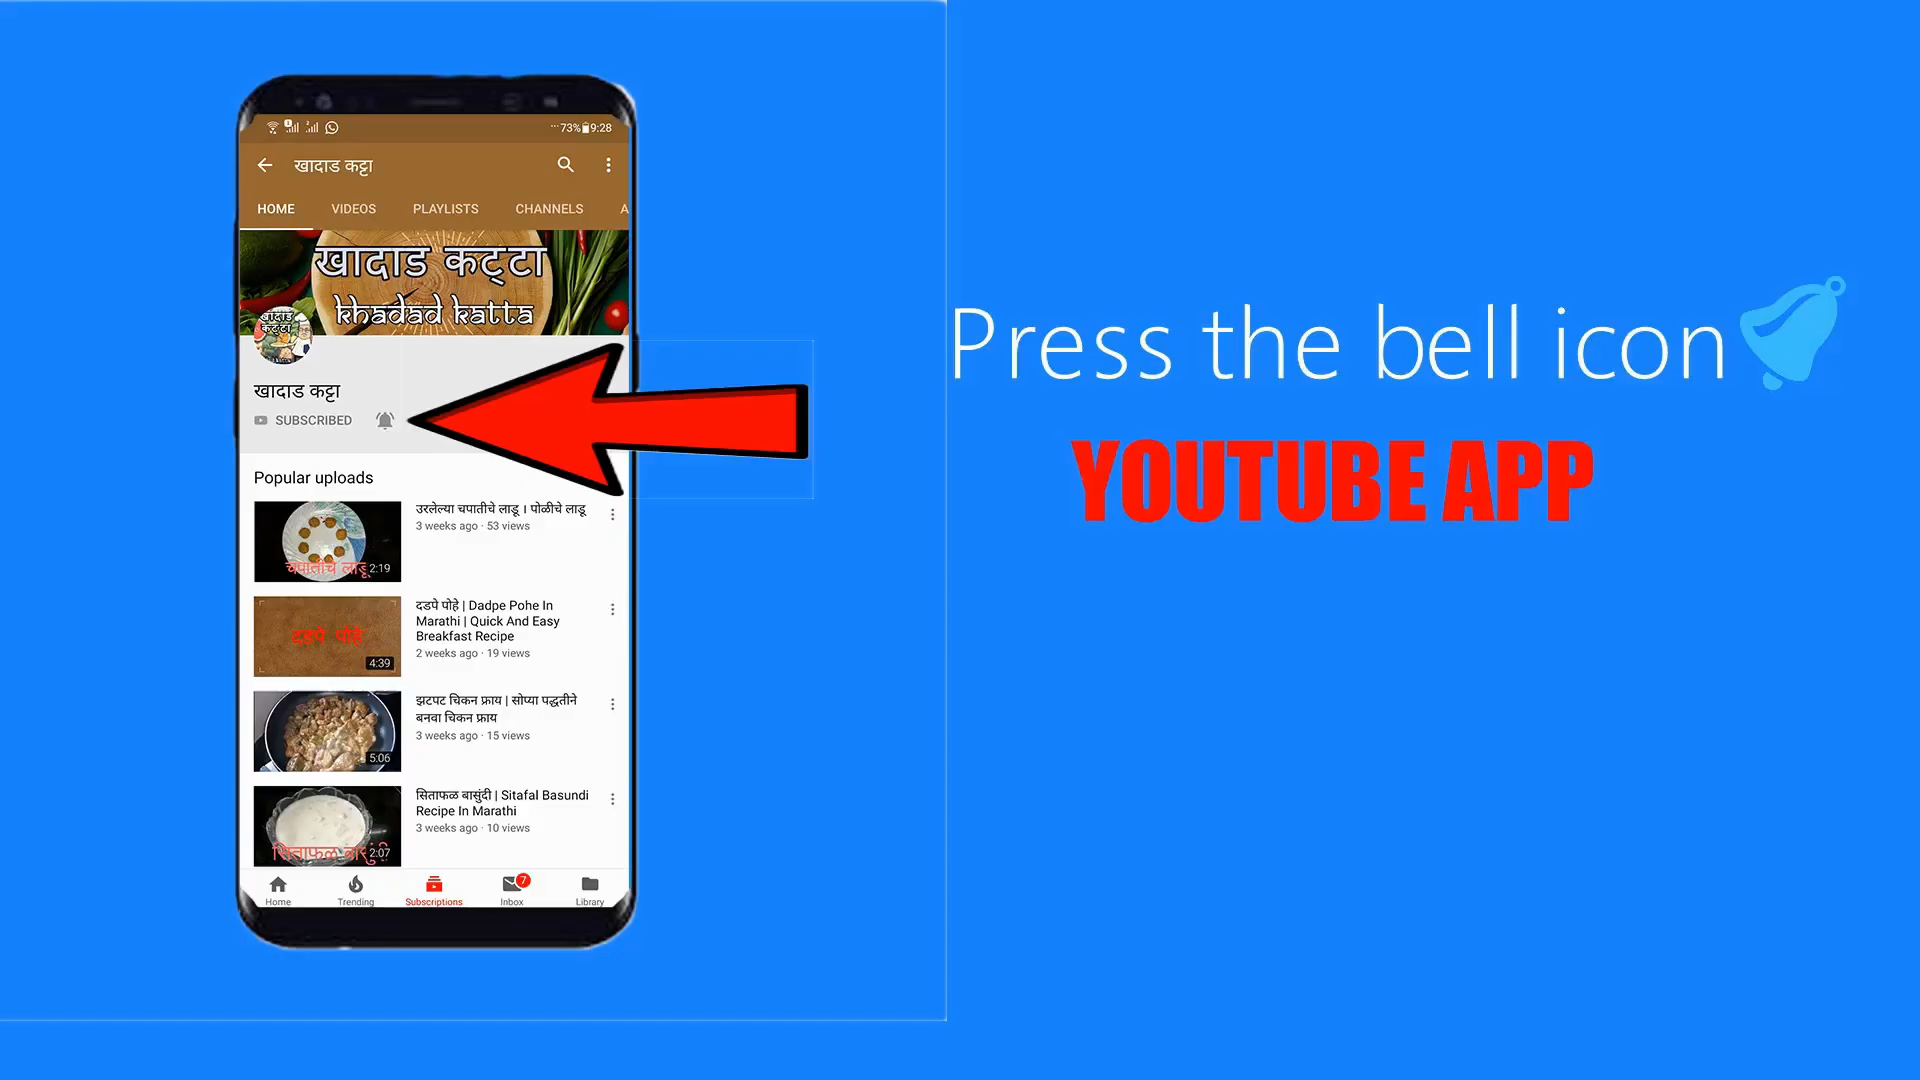 73% 9:28
खादाड कट्टा
HOME VIDEOS PLAYLISTS CHANNELS A
खादाड कट्टा
khadad katta
खादाड कट्टा
खादाड कट्टा
SUBSCRIBED
Press the bell icon
YOUTUBE APP
Popular uploads
उरलेल्या चपातीचे लाडू । पोळीचे लाडू
3 weeks ago · 53 views
चपातीचे लाडू 2:19
दडपे पोहे | Dadpe Pohe In
Marathi | Quick And Easy
Breakfast Recipe
2 weeks ago · 19 views
दडपे पोहे
4:39
झटपट चिकन फ्राय | सोप्या पद्धतीने
बनवा चिकन फ्राय
3 weeks ago · 15 views
5:06
सिताफळ बासुंदी | Sitafal Basundi
Recipe In Marathi
3 weeks ago · 10 views
सिताफळ बासुंदी 2:07
7
Home Trending Subscriptions Inbox Library